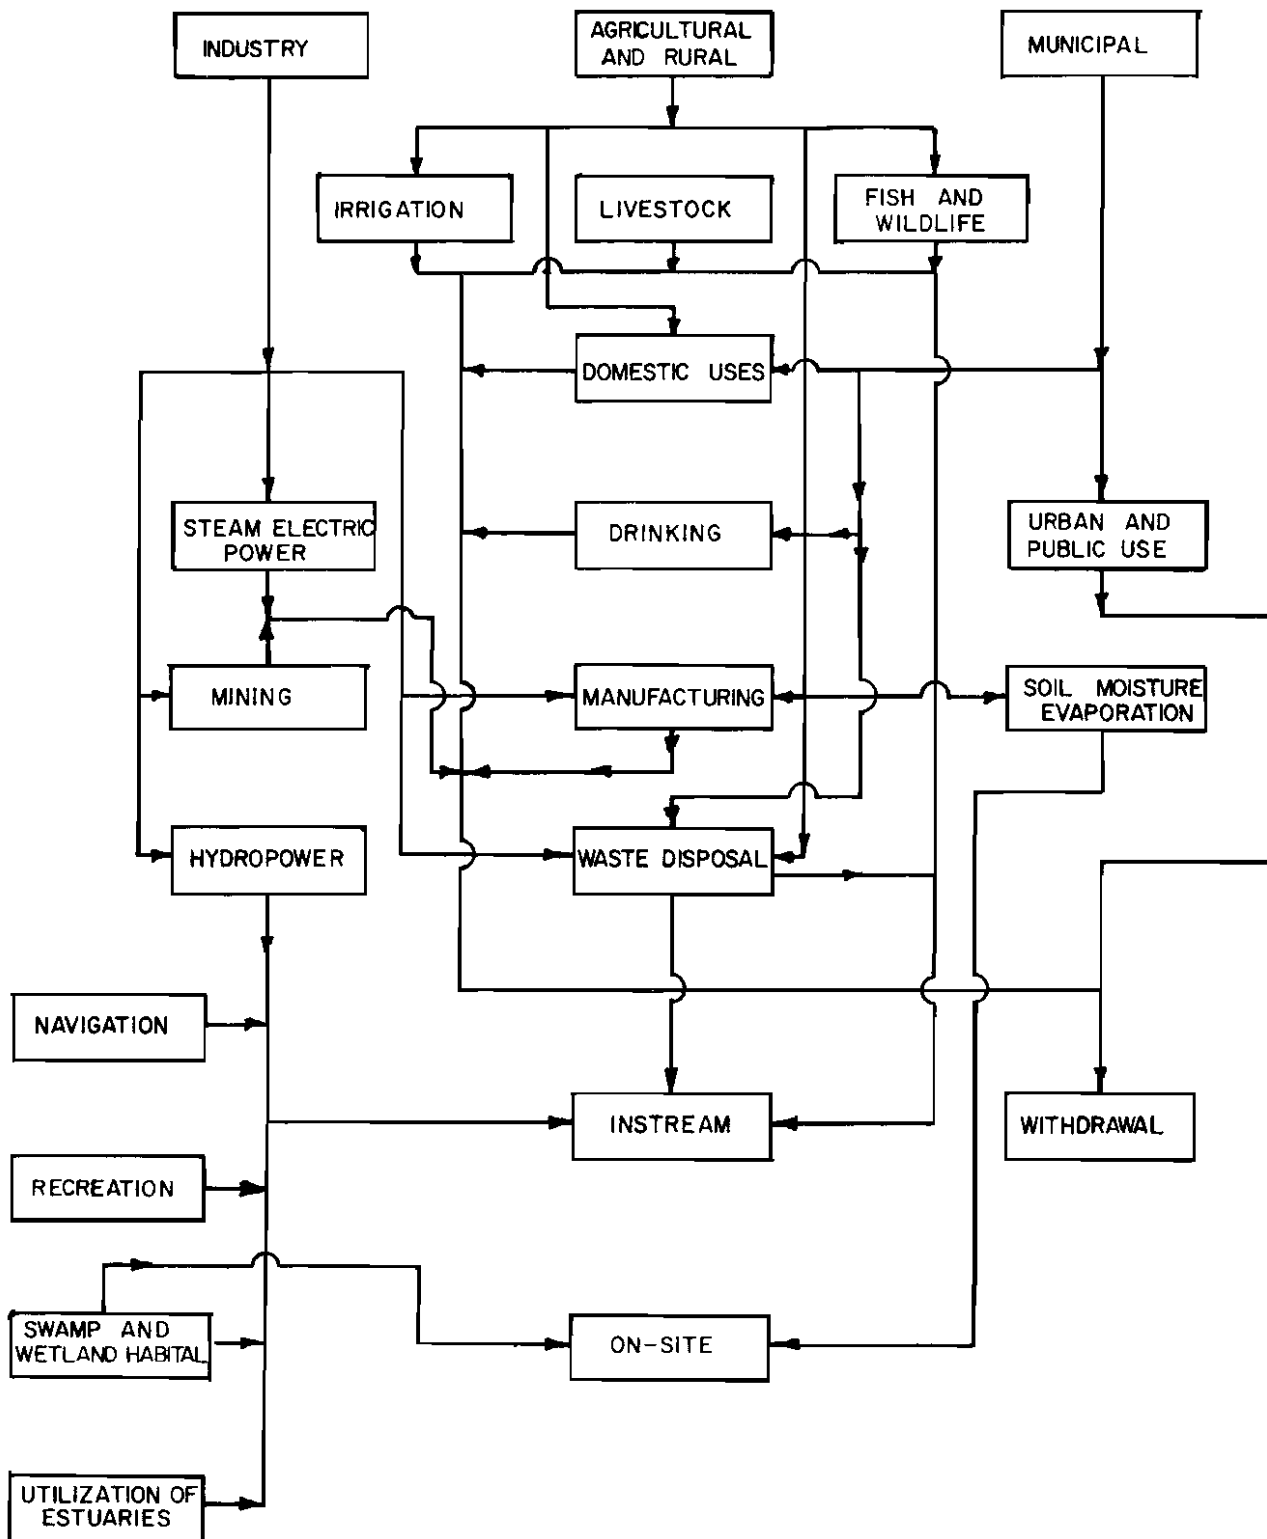 INDUSTRY
AGRICULTURAL
AND RURAL
MUNICIPAL
IRRIGATION
LIVESTOCK
FISH AND
WILDLIFE
DOMESTIC USES
STEAM ELECTRIC
POWER
DRINKING
URBAN AND
PUBLIC USE
MINING
MANUFACTURING
SOIL MOISTURE
EVAPORATION
HYDROPOWER
WASTE DISPOSAL
NAVIGATION
INSTREAM
WITHDRAWAL
RECREATION
SWAMP AND
WETLAND HABITAL
ON-SITE
UTILIZATION OF
ESTUARIES